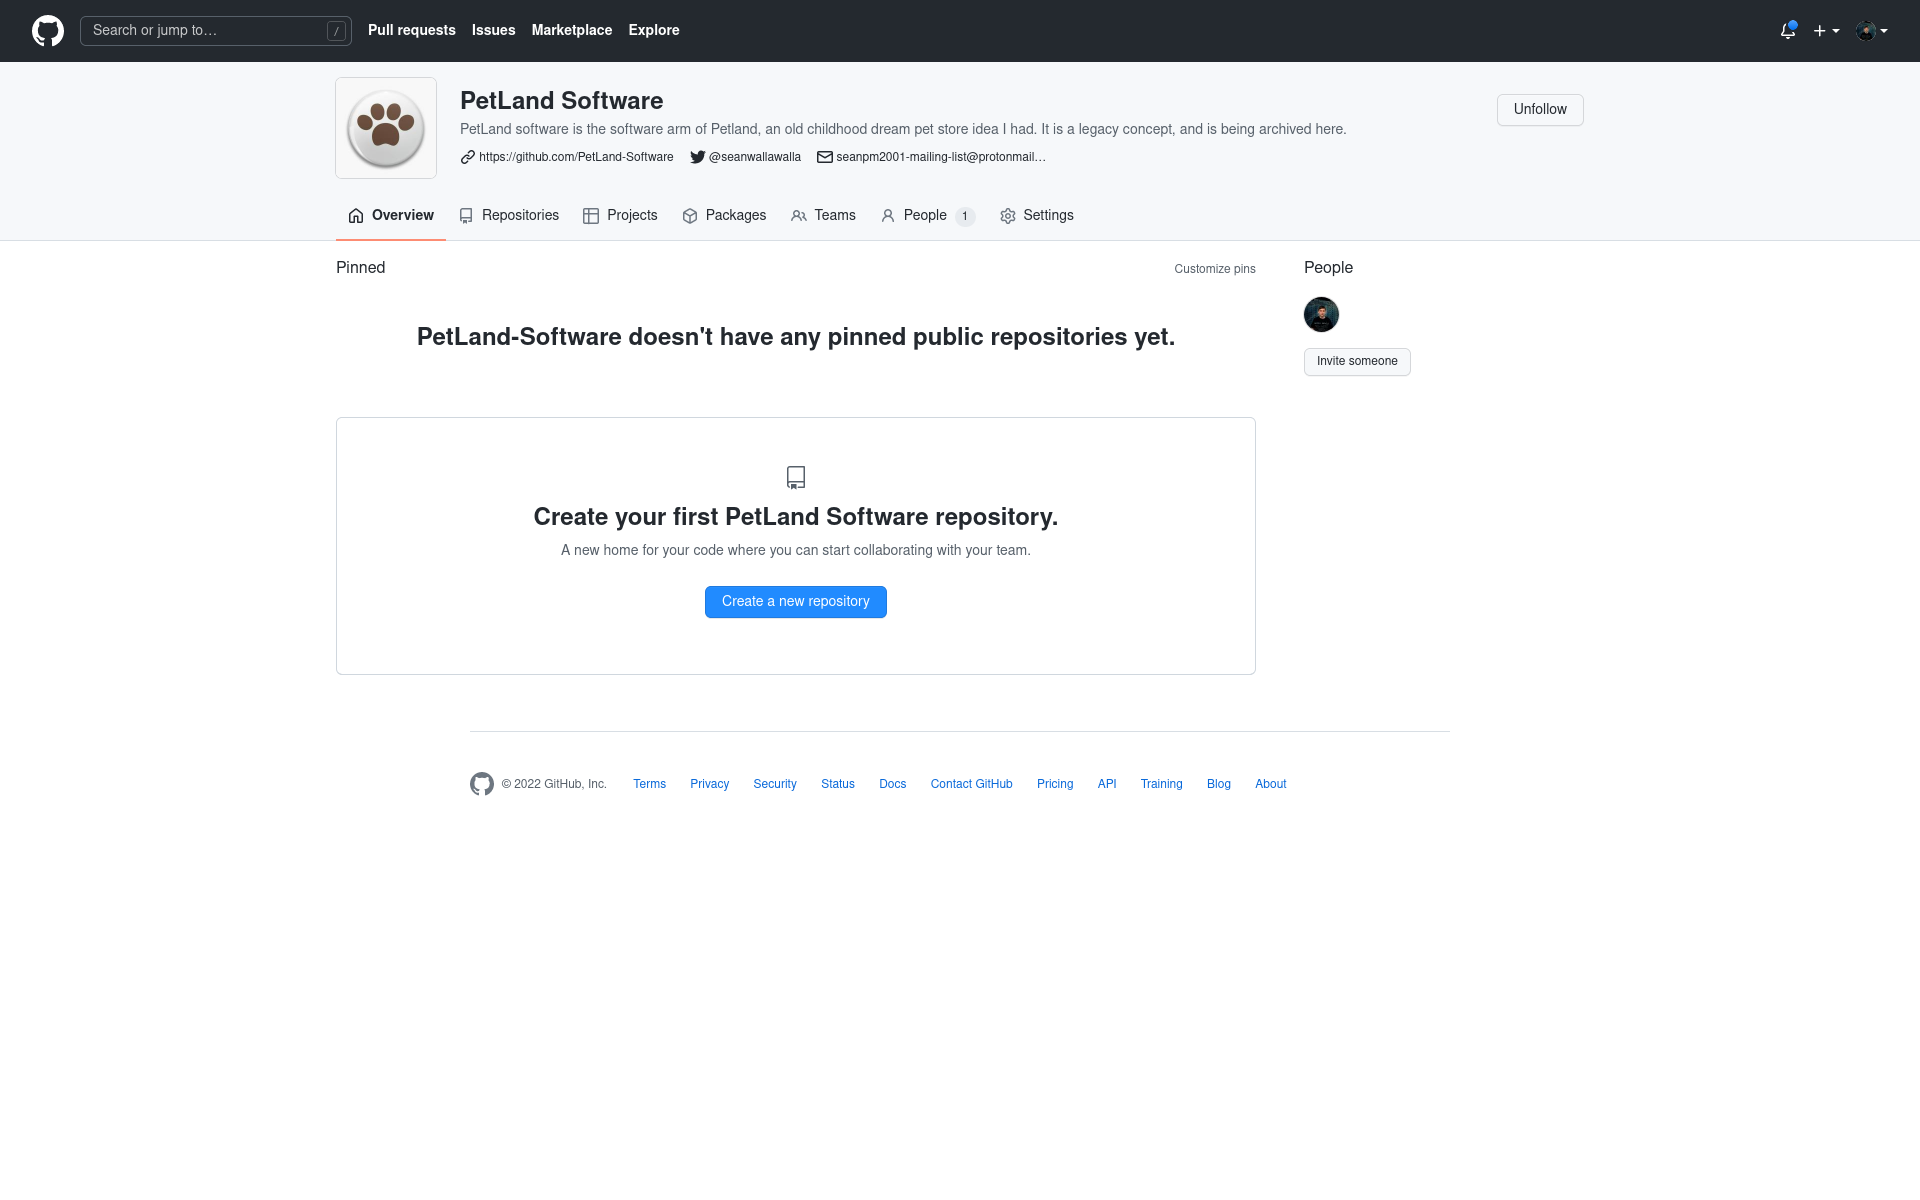 Search or jump to… /
Pull requests Issues Marketplace Explore
PetLand Software
Unfollow
PetLand software is the software arm of Petland, an old childhood dream pet store idea I had. It is a legacy concept, and is being archived here.
https://github.com/PetLand-Software @seanwallawalla seanpm2001-mailing-list@protonmail…
Overview Repositories Projects Packages Teams People 1 Settings
Pinned Customize pins
People
PetLand-Software doesn't have any pinned public repositories yet.
Invite someone
Create your first PetLand Software repository.
A new home for your code where you can start collaborating with your team.
Create a new repository
© 2022 GitHub, Inc. Terms Privacy Security Status Docs Contact GitHub Pricing API Training Blog About